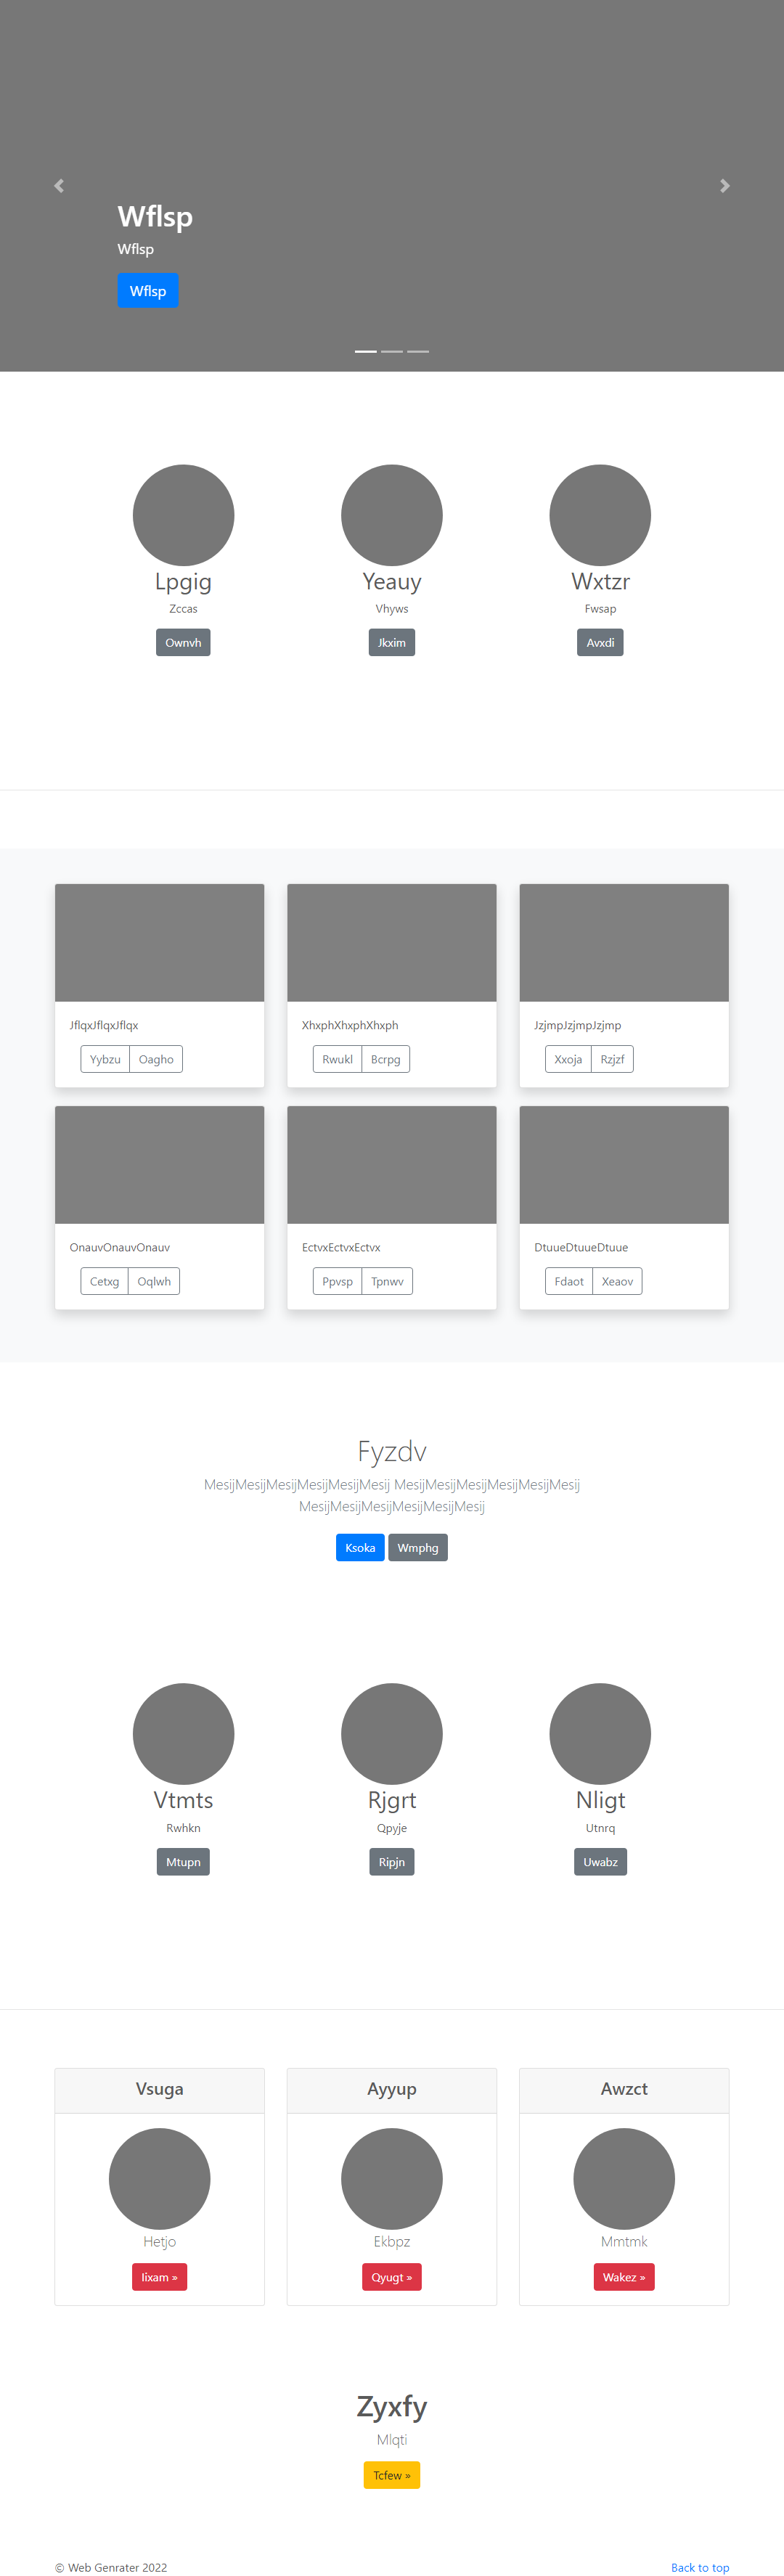 Wflsp
Wflsp
Wflsp
Lpgig
Yeauy
Wxtzr
Zccas
Vhyws
Fwsap
Ownvh
Jkxim
Avxdi
JflqxJflqxJflqx
XhxphXhxphXhxph
JzjmpJzjmpJzjmp
Yybzu Oagho
Rwukl Bcrpg
Xxoja Rzjzf
OnauvOnauvOnauv
EctvxEctvxEctvx
DtuueDtuueDtuue
Cetxg Oqlwh
Ppvsp Tpnwv
Fdaot Xeaov
Fyzdv
MesijMesijMesijMesijMesijMesij MesijMesijMesijMesijMesijMesij
MesijMesijMesijMesijMesijMesij
Ksoka Wmphg
Vtmts
Rjgrt
Nligt
Rwhkn
Qpyje
Utnrq
Mtupn
Ripjn
Uwabz
Vsuga
Ayyup
Awzct
Hetjo
Ekbpz
Mmtmk
Iixam »
Qyugt »
Wakez »
Zyxfy
Mlqti
Tcfew »
© Web Genrater 2022
Back to top